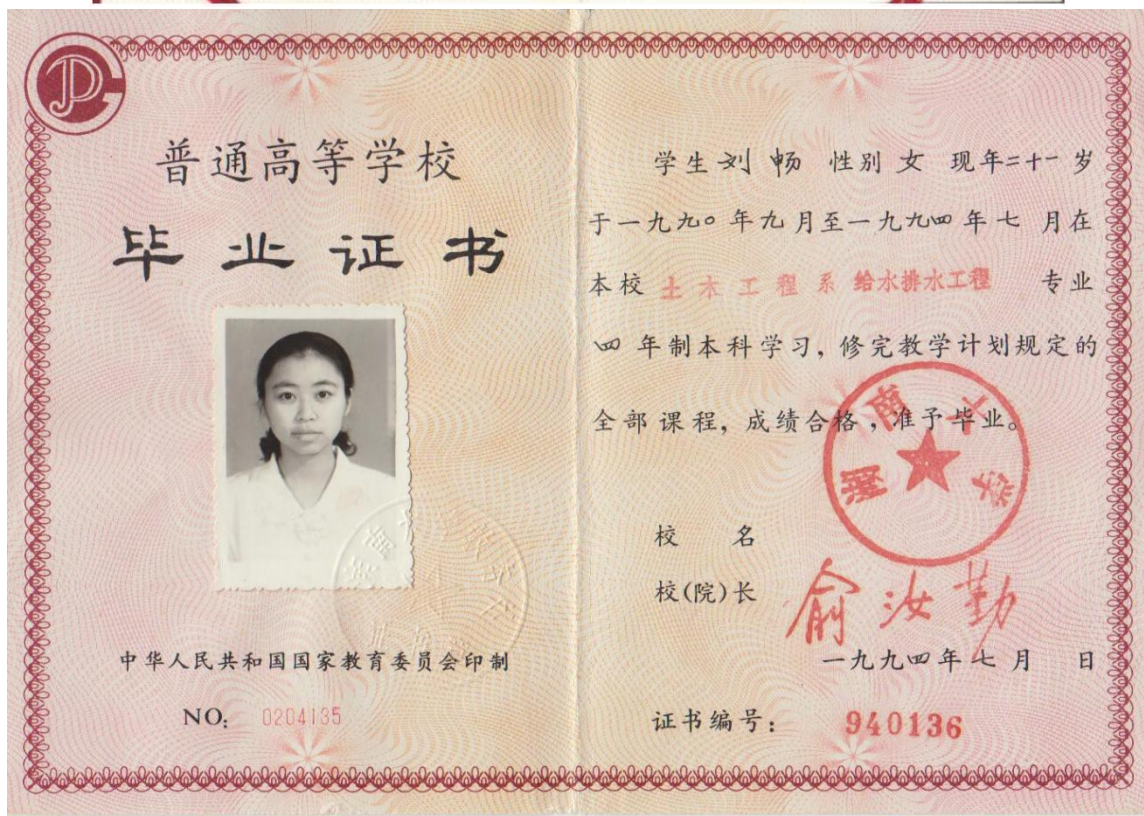 普通高等学校
毕业证书
中华人民共和国国家教育委员会印制
NO: 0204135
学生 刘畅 性别 女 现年二十一岁
于一九九〇年九月至一九九四年七月在
本校 土木工程系 给水排水工程 专业
四年制本科学习，修完教学计划规定的
全部课程，成绩合格，准予毕业。
湖南大学
校 名
校(院)长 俞汝勤
一九九四年七月 日
证书编号： 940136